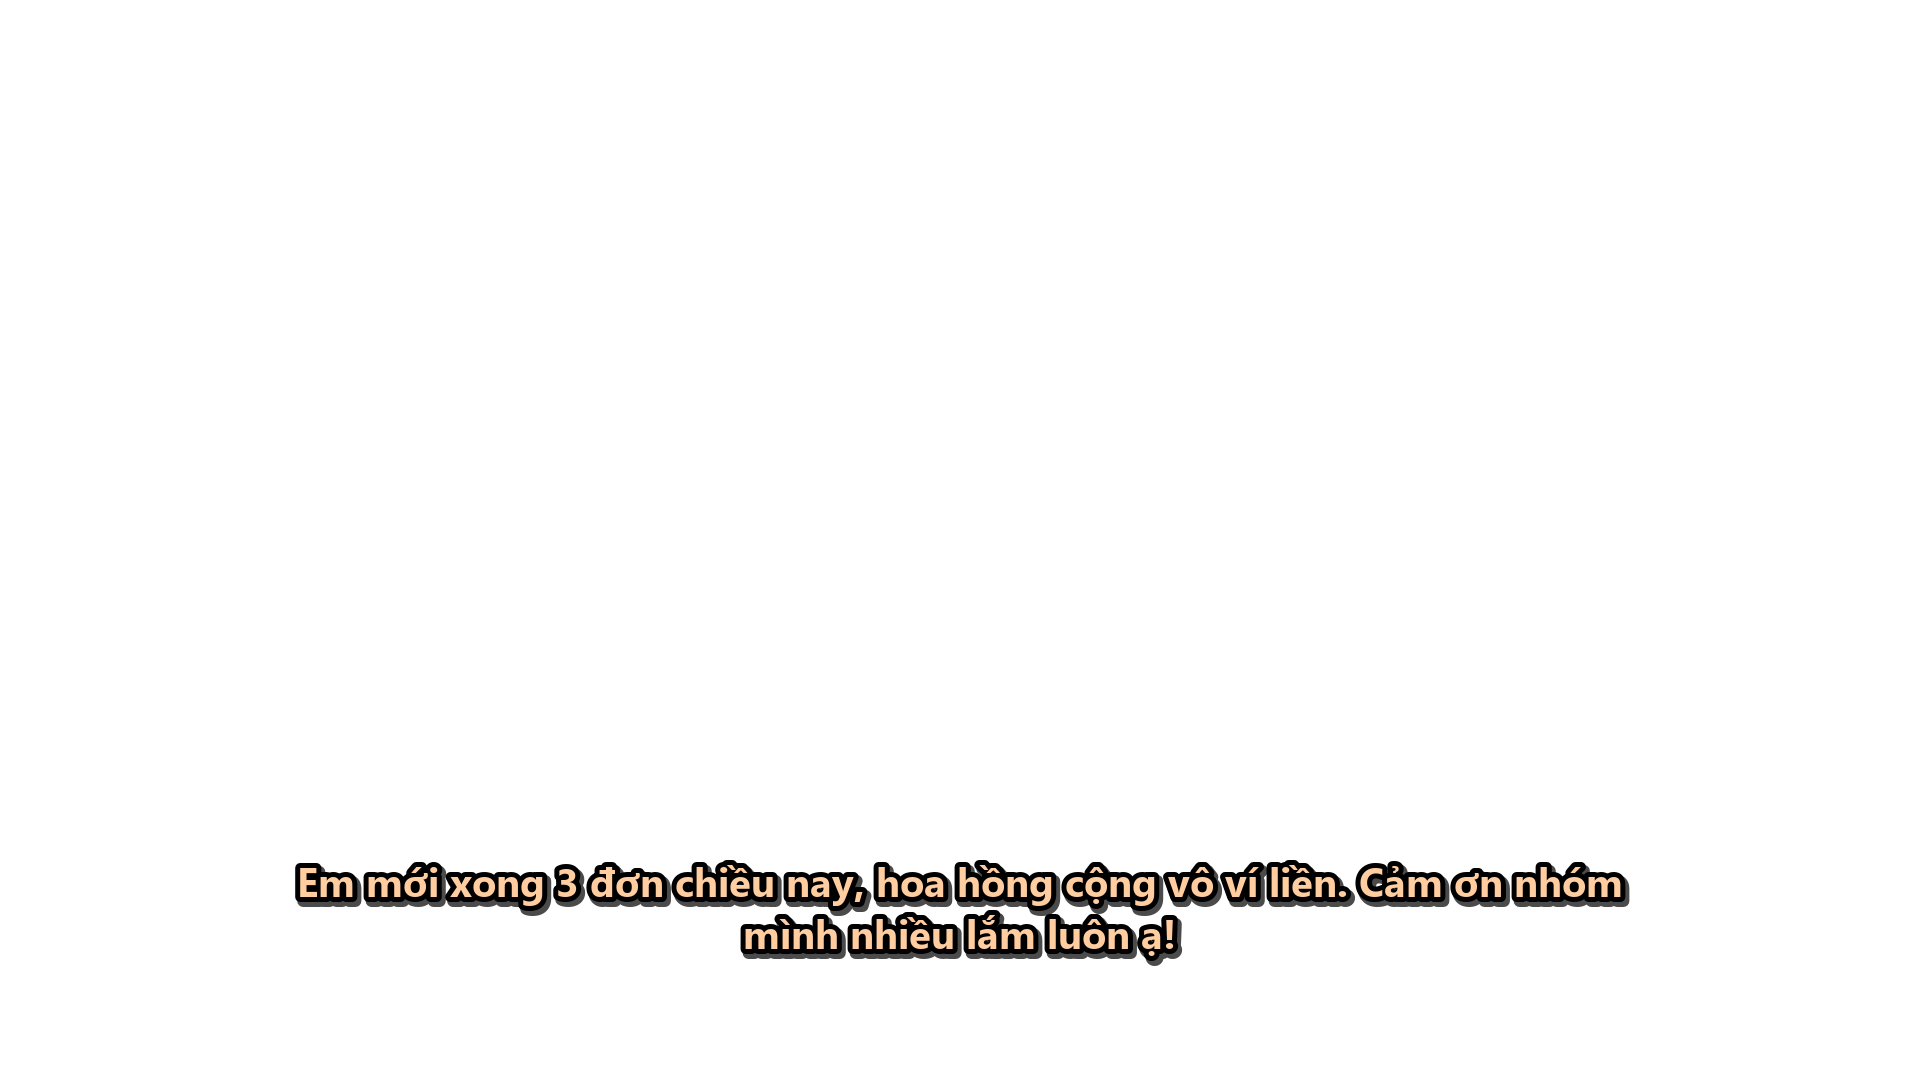 Em mới xong 3 đơn chiều nay, hoa hồng cộng vô ví liền. Cảm ơn nhóm
mình nhiều lắm luôn ạ!